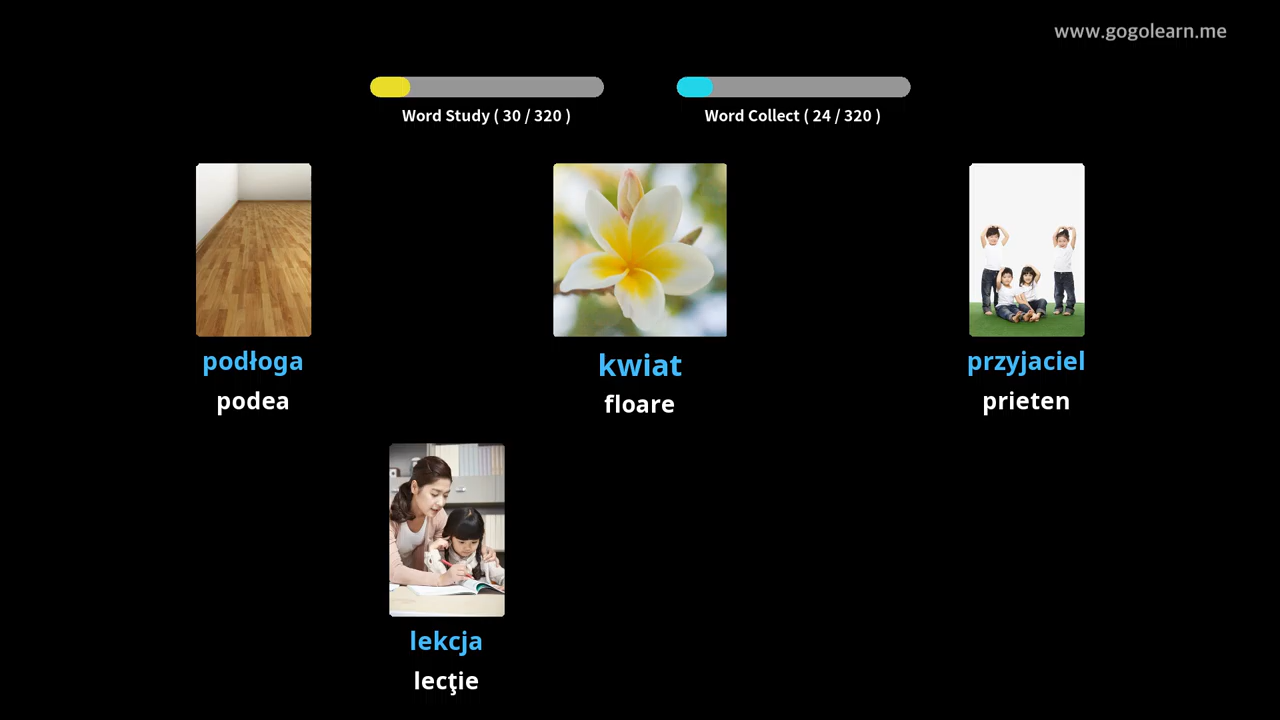 www.gogolearn.me
Word Study ( 30 / 320 )
Word Collect ( 24 / 320 )
podłoga
podea
kwiat
floare
przyjaciel
prieten
lekcja
lecţie